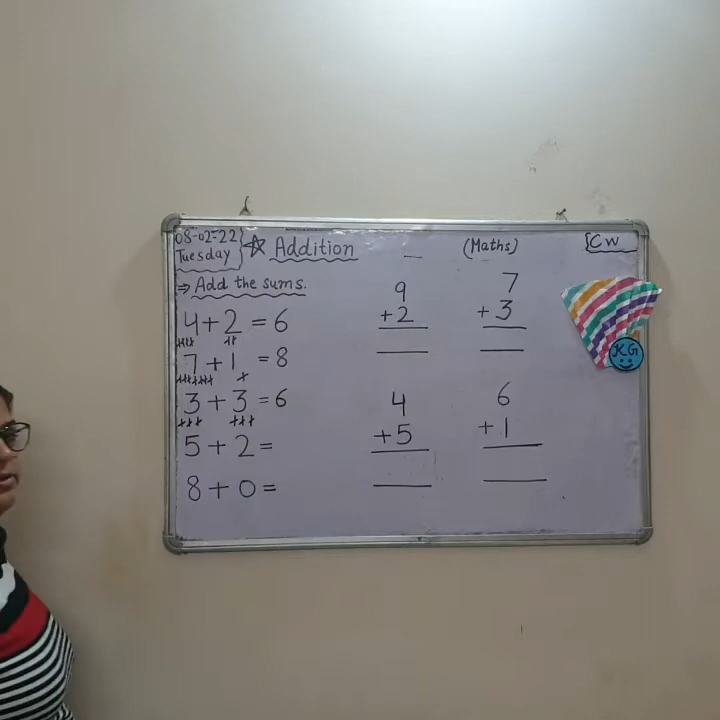 08-02-22
Tuesday
Addition
(Maths)
CW
⇒ Add the sums.
4+2 = 6
7+1 = 8
3+3 = 6
5+2 =
8+0 =
9
+2
7
+3
4
+5
6
+1
KG